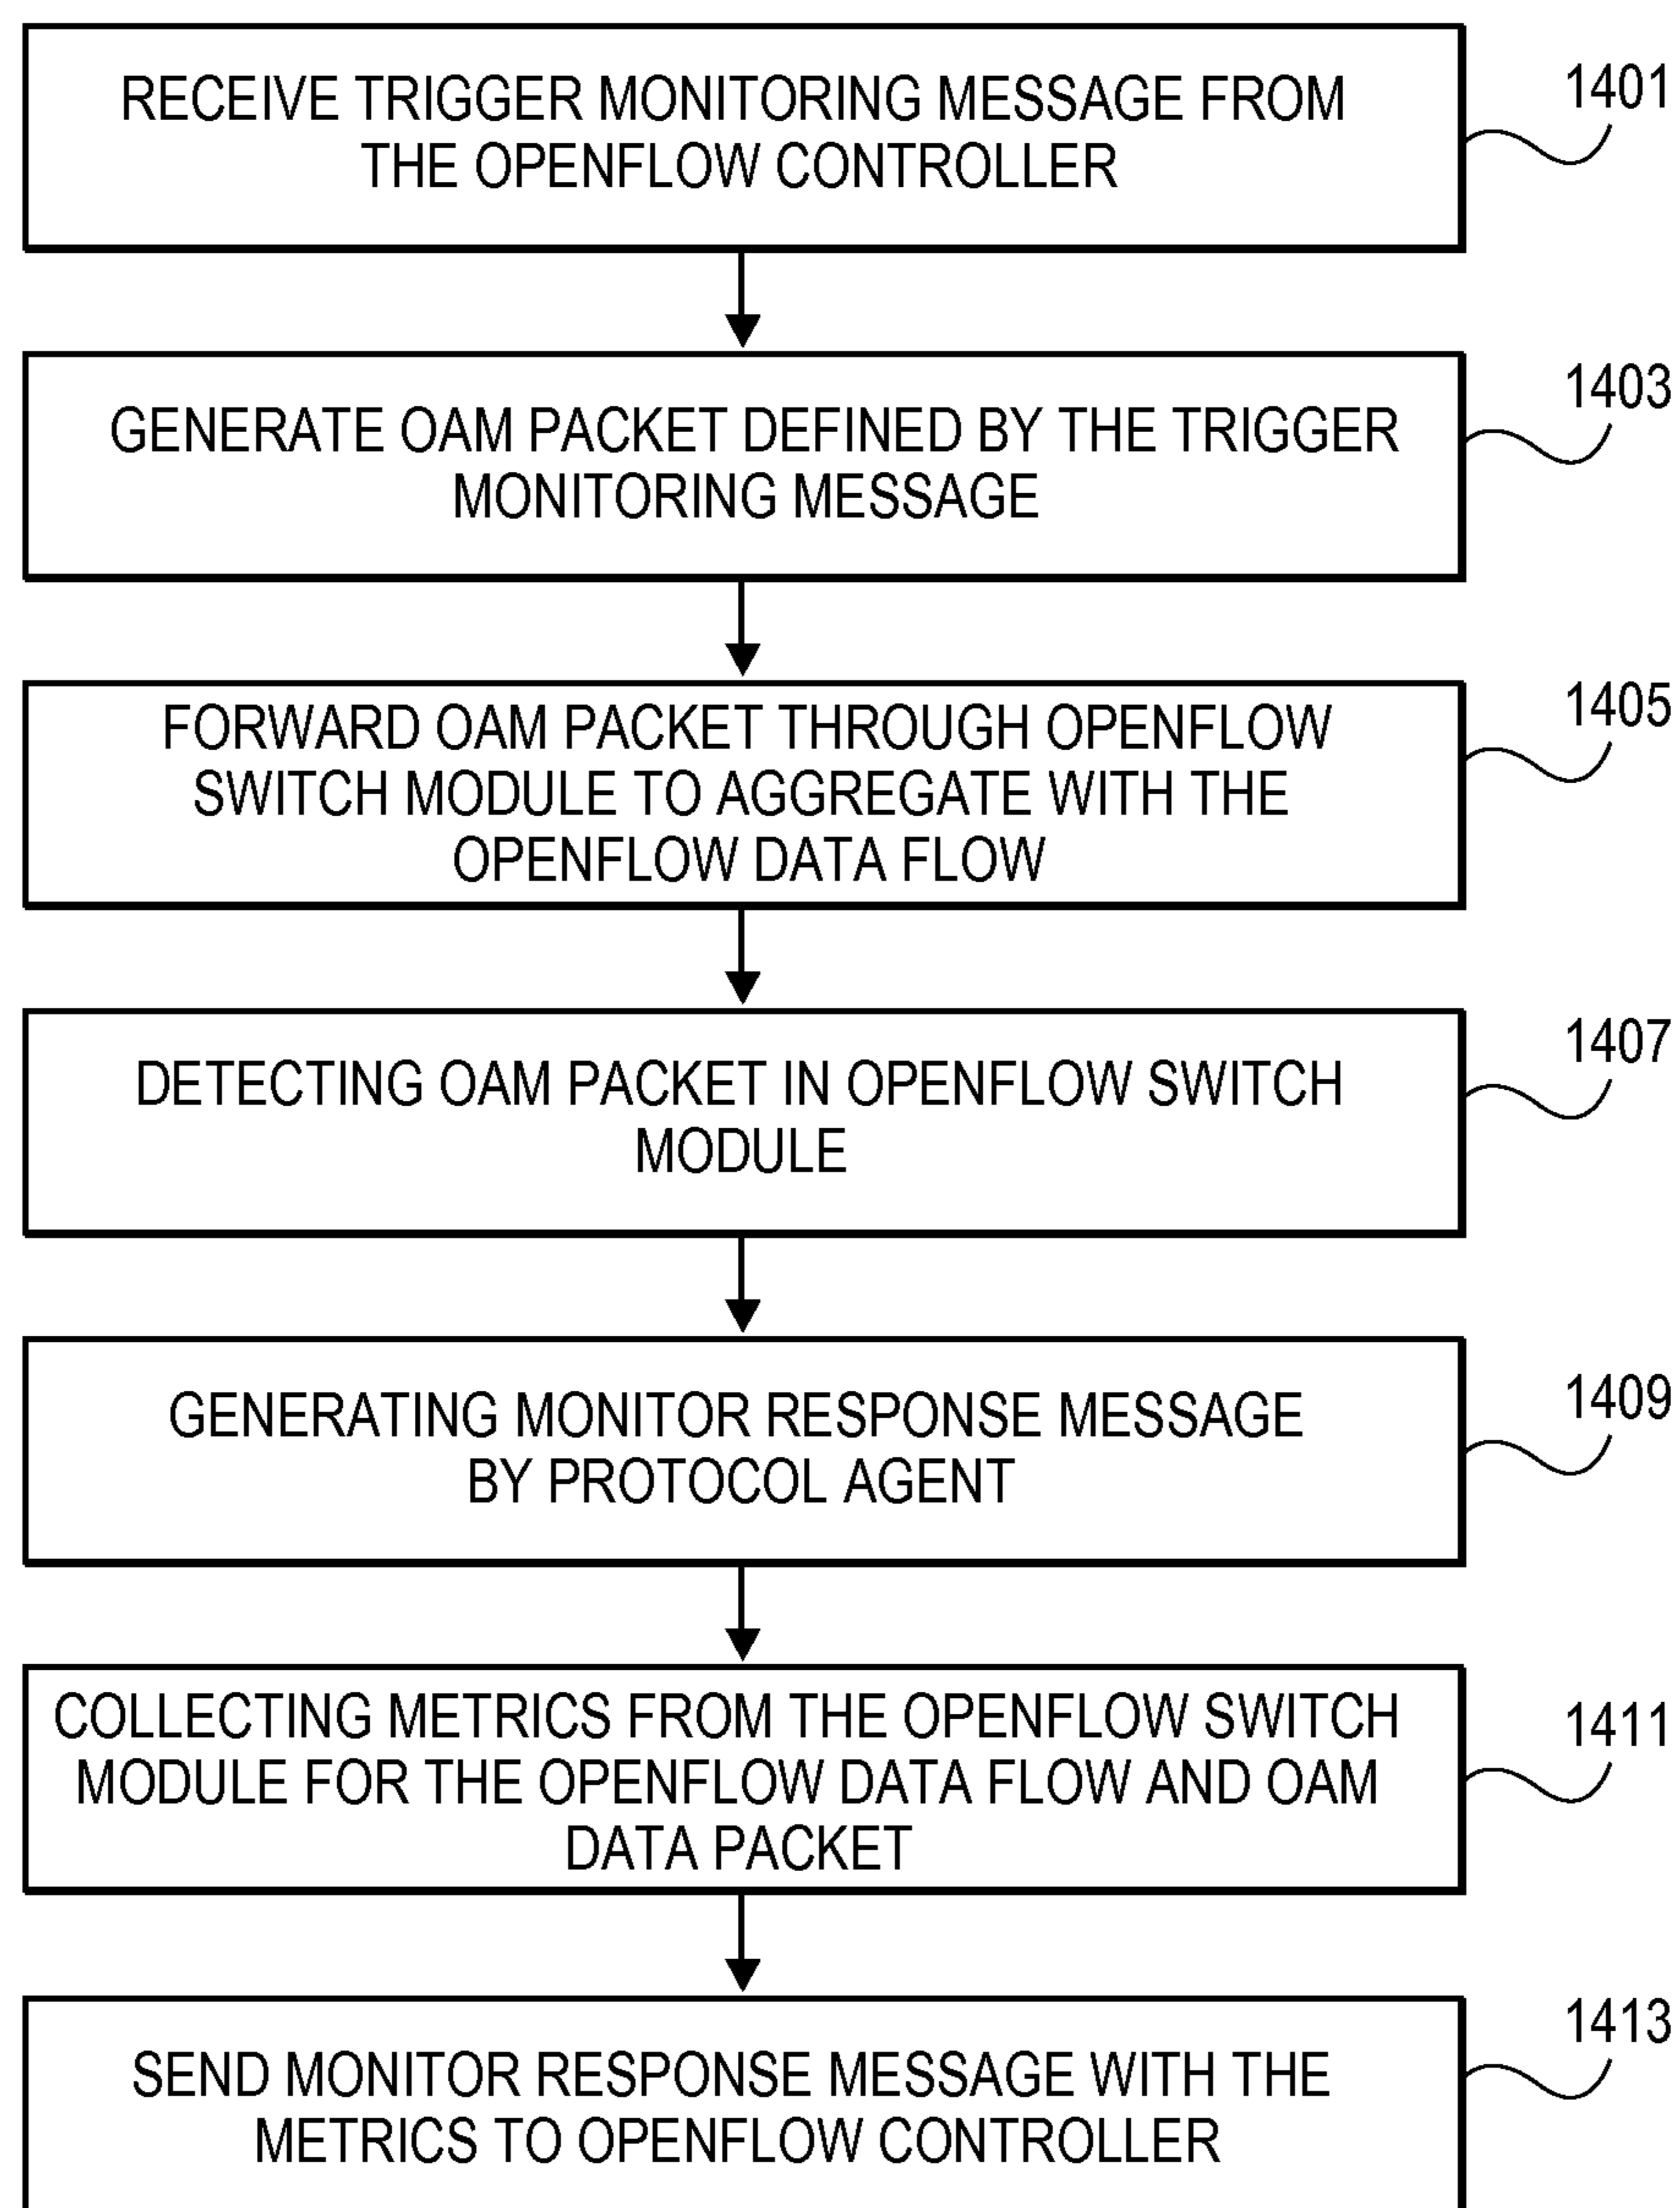 RECEIVE TRIGGER MONITORING MESSAGE FROM
THE OPENFLOW CONTROLLER
1401
GENERATE OAM PACKET DEFINED BY THE TRIGGER
MONITORING MESSAGE
1403
FORWARD OAM PACKET THROUGH OPENFLOW
SWITCH MODULE TO AGGREGATE WITH THE
OPENFLOW DATA FLOW
1405
DETECTING OAM PACKET IN OPENFLOW SWITCH
MODULE
1407
GENERATING MONITOR RESPONSE MESSAGE
BY PROTOCOL AGENT
1409
COLLECTING METRICS FROM THE OPENFLOW SWITCH
MODULE FOR THE OPENFLOW DATA FLOW AND OAM
DATA PACKET
1411
SEND MONITOR RESPONSE MESSAGE WITH THE
METRICS TO OPENFLOW CONTROLLER
1413